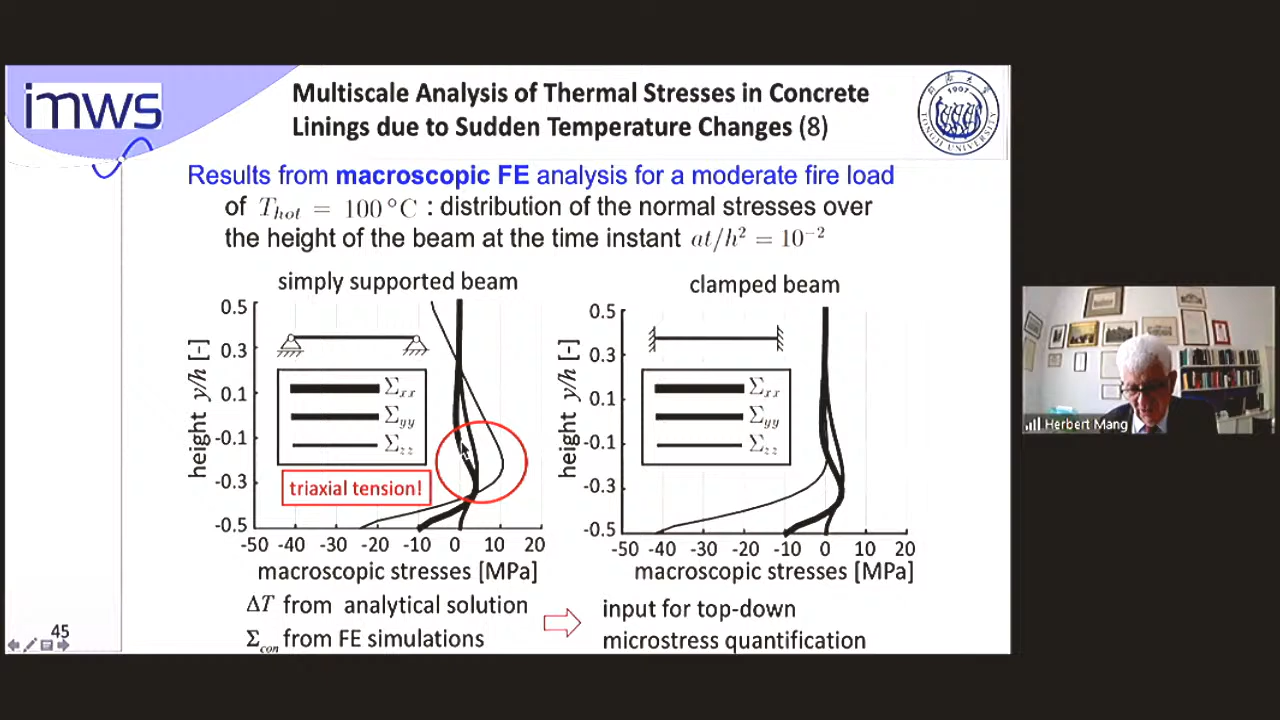 imws
Multiscale Analysis of Thermal Stresses in Concrete
Linings due to Sudden Temperature Changes (8)
1907
TONGJI UNIVERSITY
Results from macroscopic FE analysis for a moderate fire load
of T_hot = 100 °C : distribution of the normal stresses over
the height of the beam at the time instant at/h² = 10⁻²
simply supported beam
height y/h [-]
0.5
0.3
0.1
-0.1
-0.3
-0.5
Σxx
Σyy
Σzz
triaxial tension!
-50 -40 -30 -20 -10 0 10 20
macroscopic stresses [MPa]
clamped beam
height y/h [-]
0.5
0.3
0.1
-0.1
-0.3
-0.5
Σxx
Σyy
Σzz
-50 -40 -30 -20 -10 0 10 20
macroscopic stresses [MPa]
ΔT from analytical solution
Σcon from FE simulations
input for top-down
microstress quantification
45
Herbert Mang